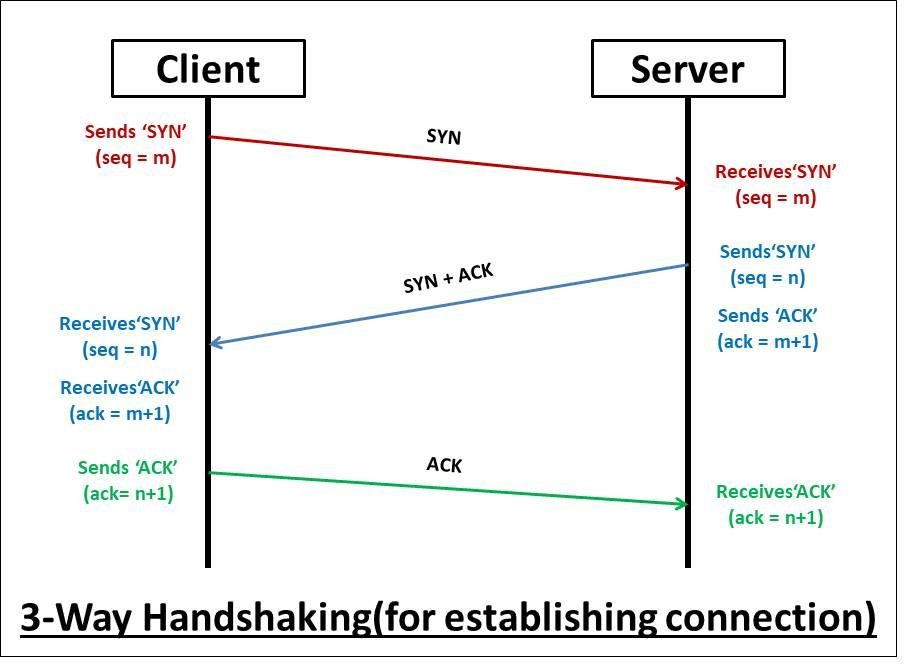 Client
Server
Sends ‘SYN’
(seq = m)
SYN
Receives‘SYN’
(seq = m)
Sends‘SYN’
(seq = n)
SYN + ACK
Sends ‘ACK’
(ack = m+1)
Receives‘SYN’
(seq = n)
Receives‘ACK’
(ack = m+1)
Sends ‘ACK’
(ack= n+1)
ACK
Receives‘ACK’
(ack = n+1)
3-Way Handshaking(for establishing connection)